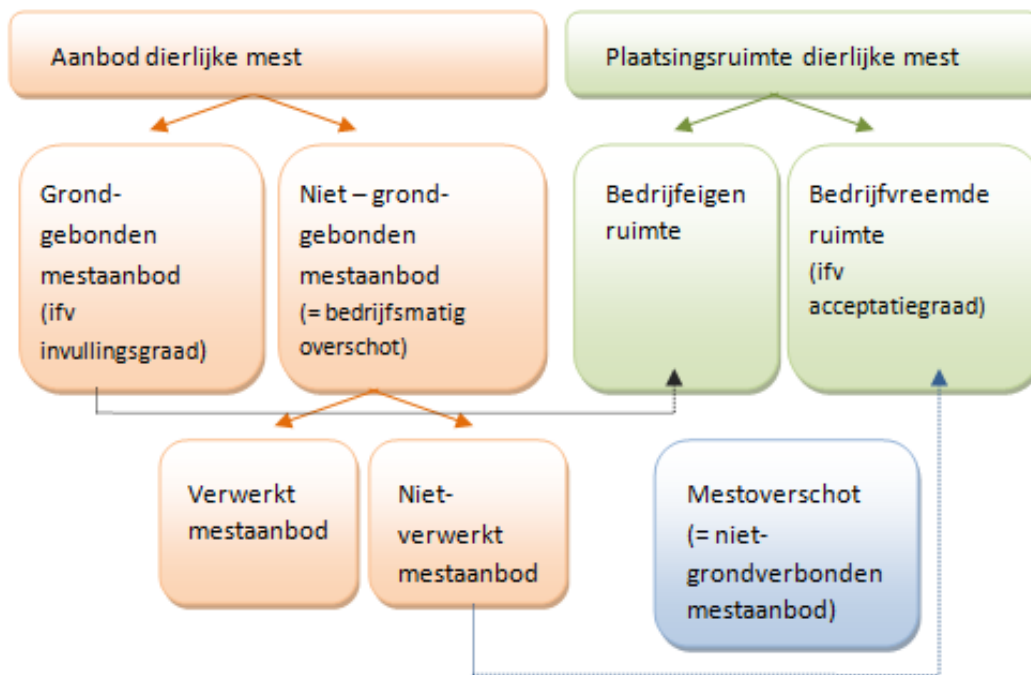 Aanbod dierlijke mest
Plaatsingsruimte dierlijke mest
Grond-
gebonden
mestaanbod
(ifv
invullingsgraad)
Niet – grond-
gebonden
mestaanbod
(= bedrijfsmatig
overschot)
Bedrijfeigen
ruimte
Bedrijfvreemde
ruimte
(ifv
acceptatiegraad)
Verwerkt
mestaanbod
Niet-
verwerkt
mestaanbod
Mestoverschot
(= niet-
grondverbonden
mestaanbod)